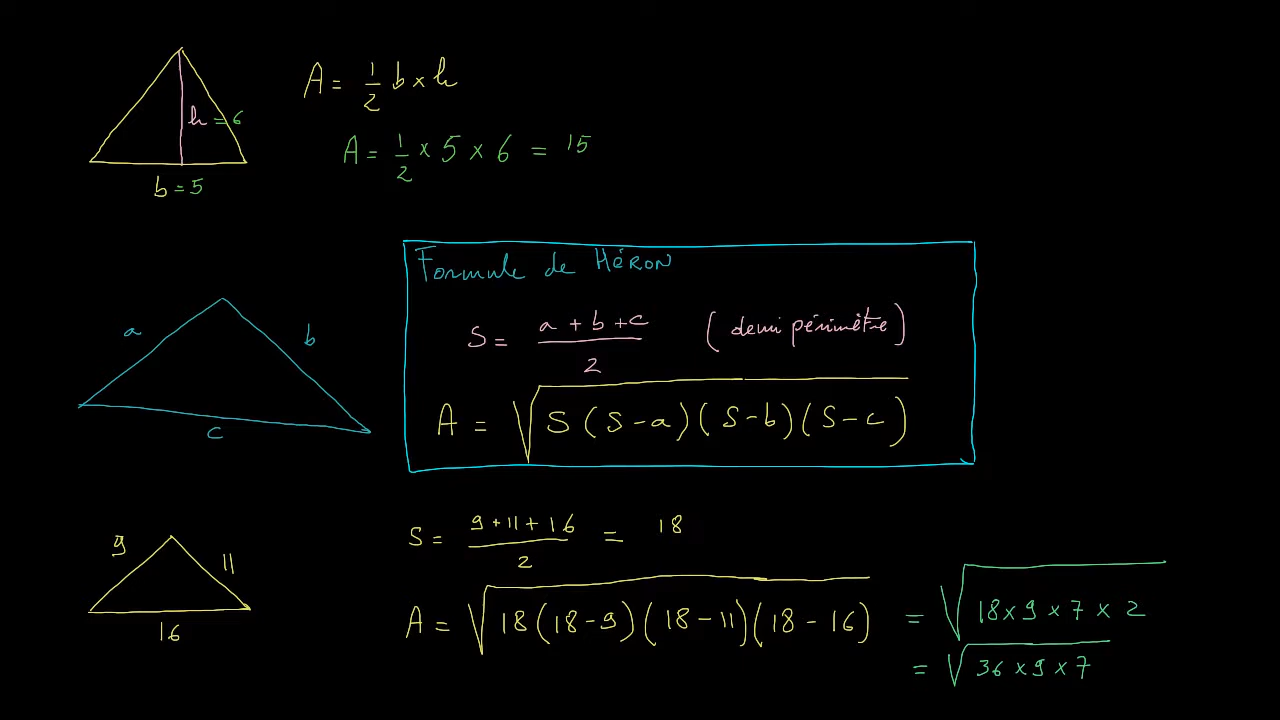 A = 1/2 b × h
h = 6
A = 1/2 × 5 × 6 = 15
b = 5
Formule de Héron
a
b
c
S = (a + b + c)/2 (demi périmètre)
A = √(S(S-a)(S-b)(S-c))
9
11
16
S = (9+11+16)/2 = 18
A = √(18(18-9)(18-11)(18-16)) = √(18×9×7×2)
= √(36×9×7)